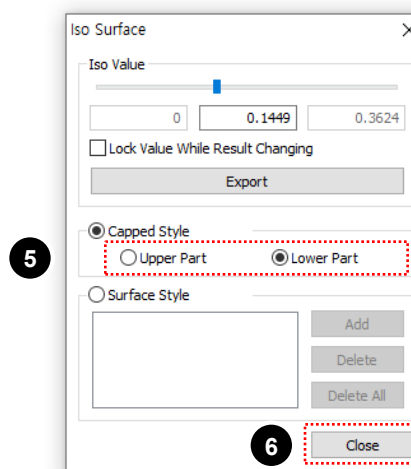 Iso Surface
Iso Value
0 0.1449 0.3624
Lock Value While Result Changing
Export
Capped Style
5
Upper Part Lower Part
Surface Style
Add
Delete
Delete All
6
Close